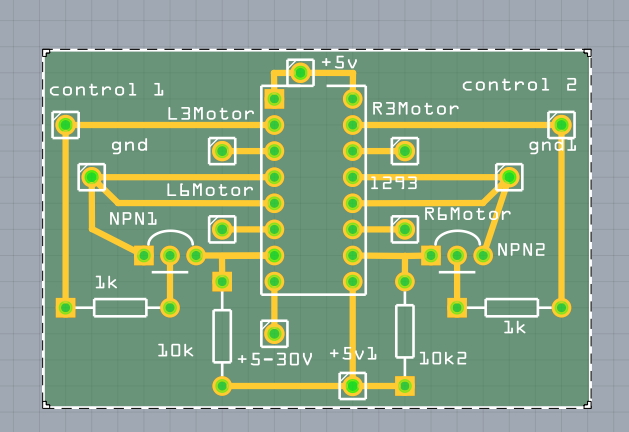 +5v
control 1
control 2
L3Motor
R3Motor
gnd
gnd1
1293
L6Motor
R6Motor
NPN1
NPN2
1k
1k
10k
+5-30V
+5v1
10k2